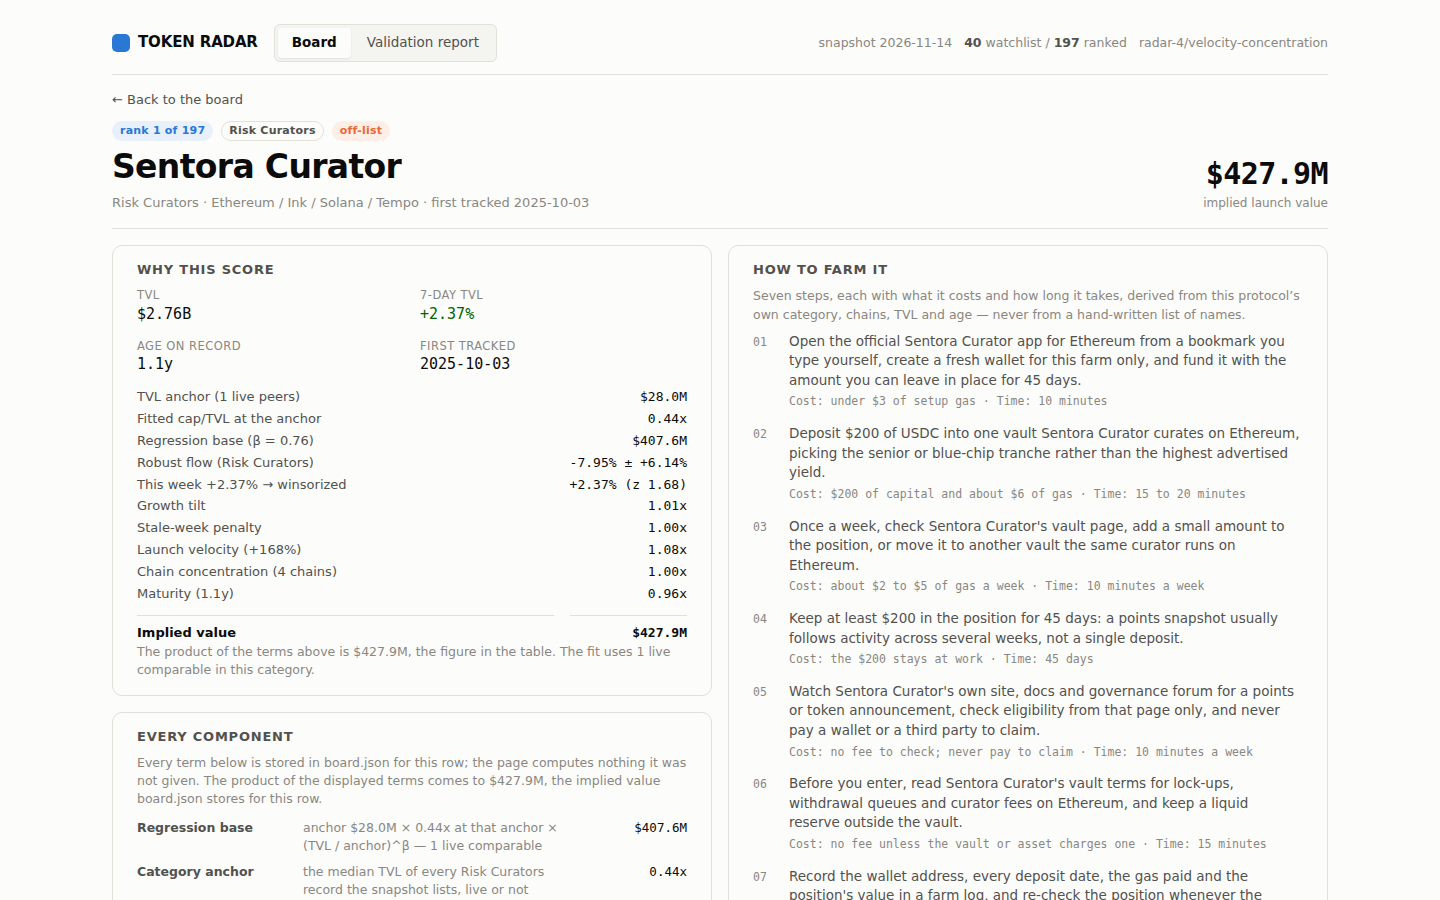 TOKEN RADAR Board Validation report snapshot 2026-11-14 40 watchlist / 197 ranked radar-4/velocity-concentration
← Back to the board
rank 1 of 197 Risk Curators off-list
Sentora Curator
$427.9M
Risk Curators · Ethereum / Ink / Solana / Tempo · first tracked 2025-10-03
implied launch value
WHY THIS SCORE
TVL 7-DAY TVL
$2.76B +2.37%
AGE ON RECORD FIRST TRACKED
1.1y 2025-10-03
TVL anchor (1 live peers) $28.0M
Fitted cap/TVL at the anchor 0.44x
Regression base (β = 0.76) $407.6M
Robust flow (Risk Curators) -7.95% ± +6.14%
This week +2.37% → winsorized +2.37% (z 1.68)
Growth tilt 1.01x
Stale-week penalty 1.00x
Launch velocity (+168%) 1.08x
Chain concentration (4 chains) 1.00x
Maturity (1.1y) 0.96x
Implied value $427.9M
The product of the terms above is $427.9M, the figure in the table. The fit uses 1 live
comparable in this category.
EVERY COMPONENT
Every term below is stored in board.json for this row; the page computes nothing it was
not given. The product of the displayed terms comes to $427.9M, the implied value
board.json stores for this row.
Regression base anchor $28.0M × 0.44x at that anchor × $407.6M
(TVL / anchor)^β — 1 live comparable
Category anchor the median TVL of every Risk Curators 0.44x
record the snapshot lists, live or not
HOW TO FARM IT
Seven steps, each with what it costs and how long it takes, derived from this protocol's
own category, chains, TVL and age — never from a hand-written list of names.
01 Open the official Sentora Curator app for Ethereum from a bookmark you
type yourself, create a fresh wallet for this farm only, and fund it with the
amount you can leave in place for 45 days.
Cost: under $3 of setup gas · Time: 10 minutes
02 Deposit $200 of USDC into one vault Sentora Curator curates on Ethereum,
picking the senior or blue-chip tranche rather than the highest advertised
yield.
Cost: $200 of capital and about $6 of gas · Time: 15 to 20 minutes
03 Once a week, check Sentora Curator's vault page, add a small amount to
the position, or move it to another vault the same curator runs on
Ethereum.
Cost: about $2 to $5 of gas a week · Time: 10 minutes a week
04 Keep at least $200 in the position for 45 days: a points snapshot usually
follows activity across several weeks, not a single deposit.
Cost: the $200 stays at work · Time: 45 days
05 Watch Sentora Curator's own site, docs and governance forum for a points
or token announcement, check eligibility from that page only, and never
pay a wallet or a third party to claim.
Cost: no fee to check; never pay to claim · Time: 10 minutes a week
06 Before you enter, read Sentora Curator's vault terms for lock-ups,
withdrawal queues and curator fees on Ethereum, and keep a liquid
reserve outside the vault.
Cost: no fee unless the vault or asset charges one · Time: 15 minutes
07 Record the wallet address, every deposit date, the gas paid and the
position's value in a farm log, and re-check the position whenever the